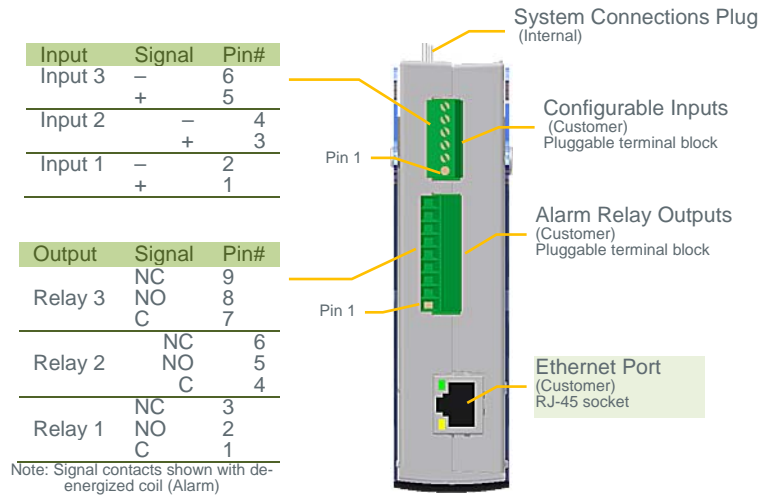 System Connections Plug
(Internal)
Input Signal Pin#
Input 3 – 6
+ 5
Input 2 – 4
+ 3
Input 1 – 2
+ 1
Configurable Inputs
(Customer)
Pluggable terminal block
Pin 1
Alarm Relay Outputs
(Customer)
Pluggable terminal block
Output Signal Pin#
NC 9
Relay 3 NO 8
C 7
NC 6
Relay 2 NO 5
C 4
NC 3
Relay 1 NO 2
C 1
Pin 1
Ethernet Port
(Customer)
RJ-45 socket
Note: Signal contacts shown with de-
energized coil (Alarm)